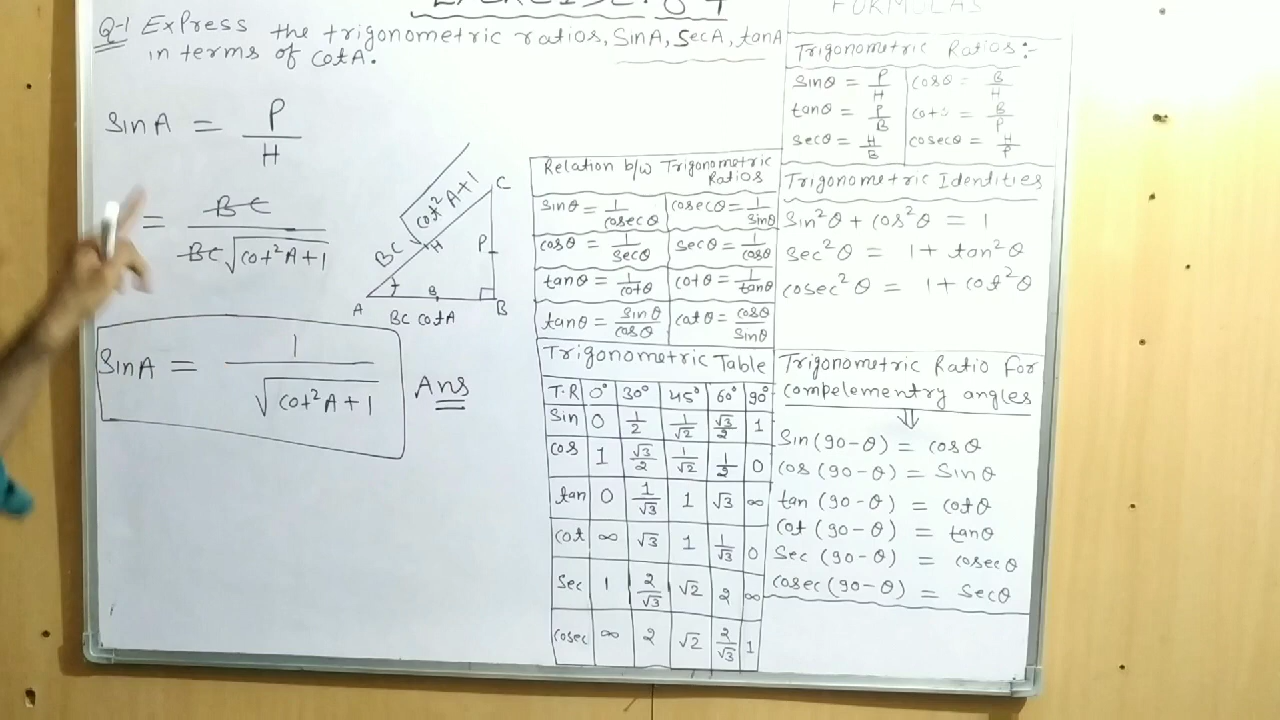 EXERCISE: 8.4
Q-1 Express the trigonometric ratios, SinA, SecA, tanA
in terms of cotA.
SinA = P/H
= BC / BC√(cot²A+1)
SinA = 1/√(cot²A+1) Ans
BC √(cot²A+1)
C
H
P
A
B
B
BC cotA
FORMULAS
Trigonometric Ratios:-
Sinθ = P/H cosθ = B/H
tanθ = P/B cot = B/P
secθ = H/B cosecθ = H/P
Relation b/w Trigonometric
Ratios
Sinθ = 1/cosecθ cosecθ = 1/sinθ
cosθ = 1/secθ secθ = 1/cosθ
tanθ = 1/cotθ cotθ = 1/tanθ
tanθ = sinθ/cosθ cotθ = cosθ/sinθ
Trigonometric Identities
Sin²θ + cos²θ = 1
sec²θ = 1 + tan²θ
cosec²θ = 1 + cot²θ
Trigonometric Table
T.R 0° 30° 45° 60° 90°
Sin 0 1/2 1/√2 √3/2 1
cos 1 √3/2 1/√2 1/2 0
tan 0 1/√3 1 √3 ∞
cot ∞ √3 1 1/√3 0
Sec 1 2/√3 √2 2 ∞
cosec ∞ 2 √2 2/√3 1
Trigonometric Ratio For
compelementry angles
⇓
Sin(90-θ) = cosθ
cos(90-θ) = Sinθ
tan(90-θ) = cotθ
Cot(90-θ) = tanθ
Sec(90-θ) = cosecθ
cosec(90-θ) = Secθ